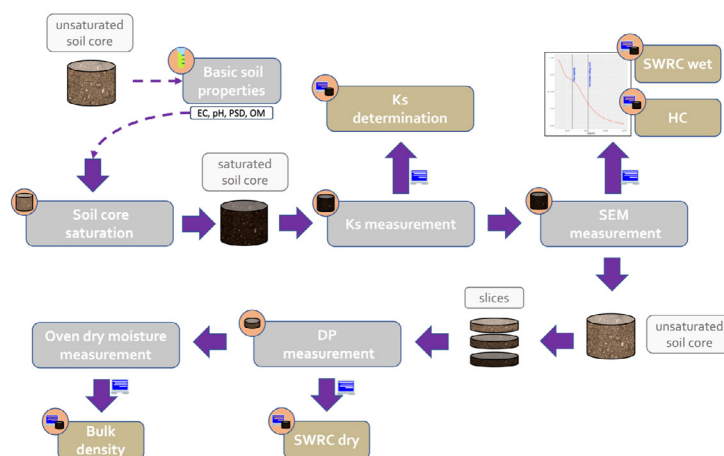 unsaturated
soil core
Basic soil
properties
EC, pH, PSD, OM
Ks
determination
SWRC wet
HC
saturated
soil core
Soil core
saturation
Ks measurement
SEM
measurement
slices
unsaturated
soil core
Oven dry moisture
measurement
DP
measurement
Bulk
density
SWRC dry